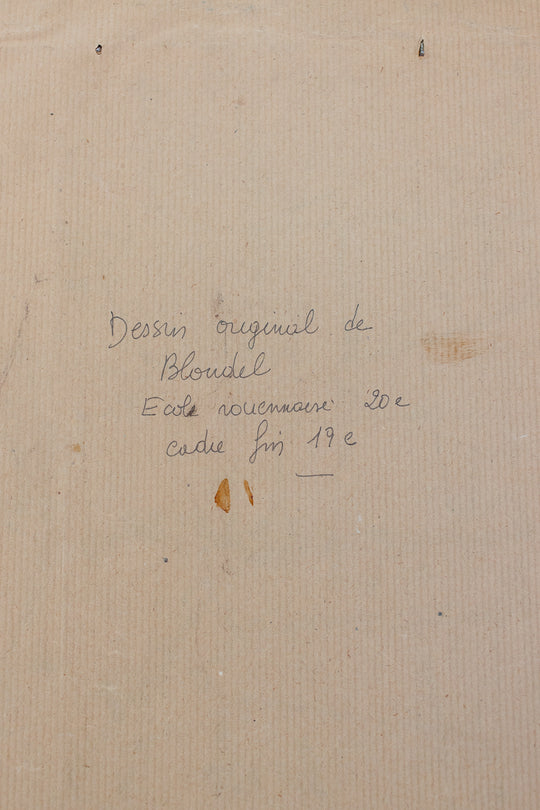 Dessin original de
Blondel
Ecole rouennaise 20e
cadre fin 19e